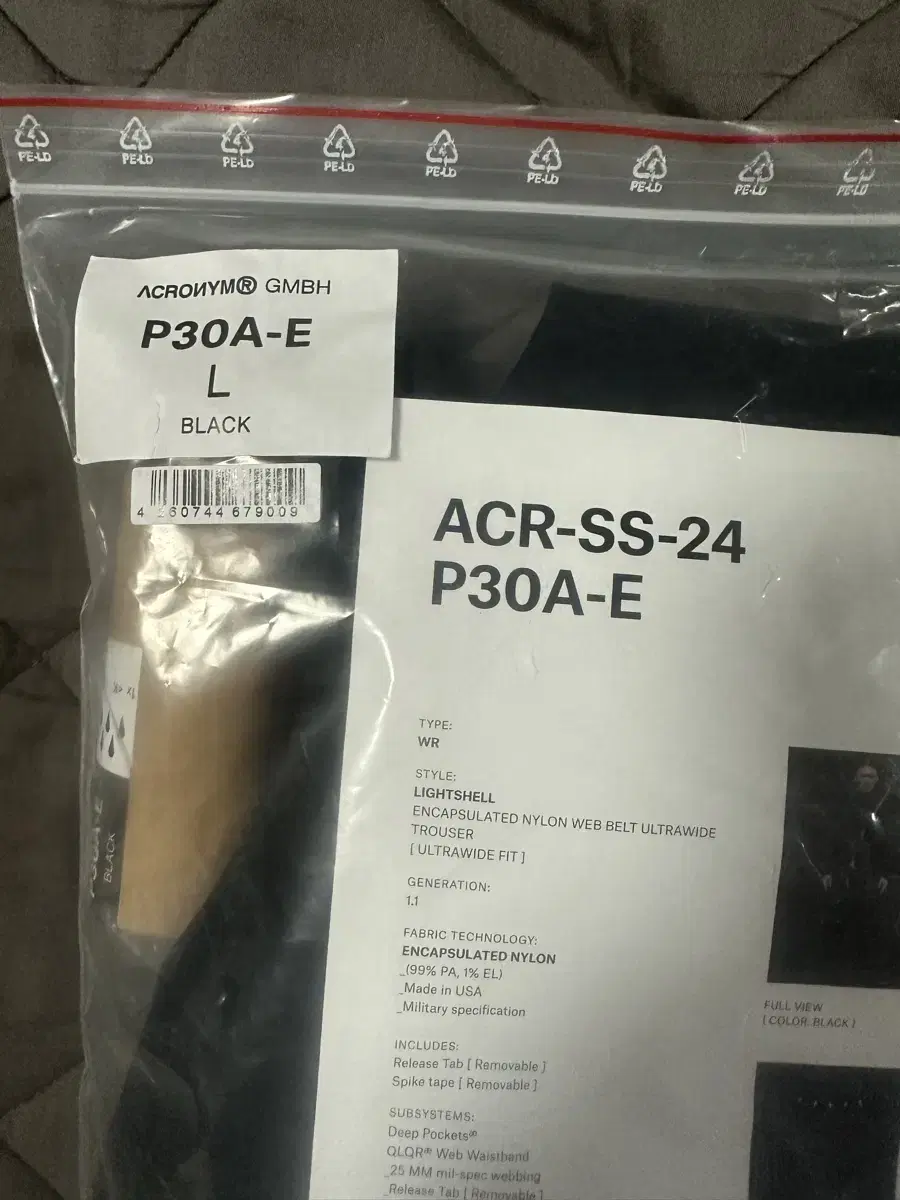 PE-LD PE-LD PE-LD PE-LD PE-LD PE-LD PE-LD PE-LD PE-LD
ACRONYM® GMBH
P30A-E
L
BLACK
4 260744 679009
ACR-SS-24
P30A-E
TYPE:
WR
STYLE:
LIGHTSHELL
ENCAPSULATED NYLON WEB BELT ULTRAWIDE
TROUSER
[ ULTRAWIDE FIT ]
GENERATION:
1.1
FABRIC TECHNOLOGY:
ENCAPSULATED NYLON
_(99% PA, 1% EL)
_Made in USA
_Military specification
INCLUDES:
Release Tab [ Removable ]
Spike tape [ Removable ]
SUBSYSTEMS:
Deep Pockets
QLQR Web Waistband
_25 MM mil-spec webbing
_Release Tab [ Removable ]
FULL VIEW
[ COLOR: BLACK ]
BLACK